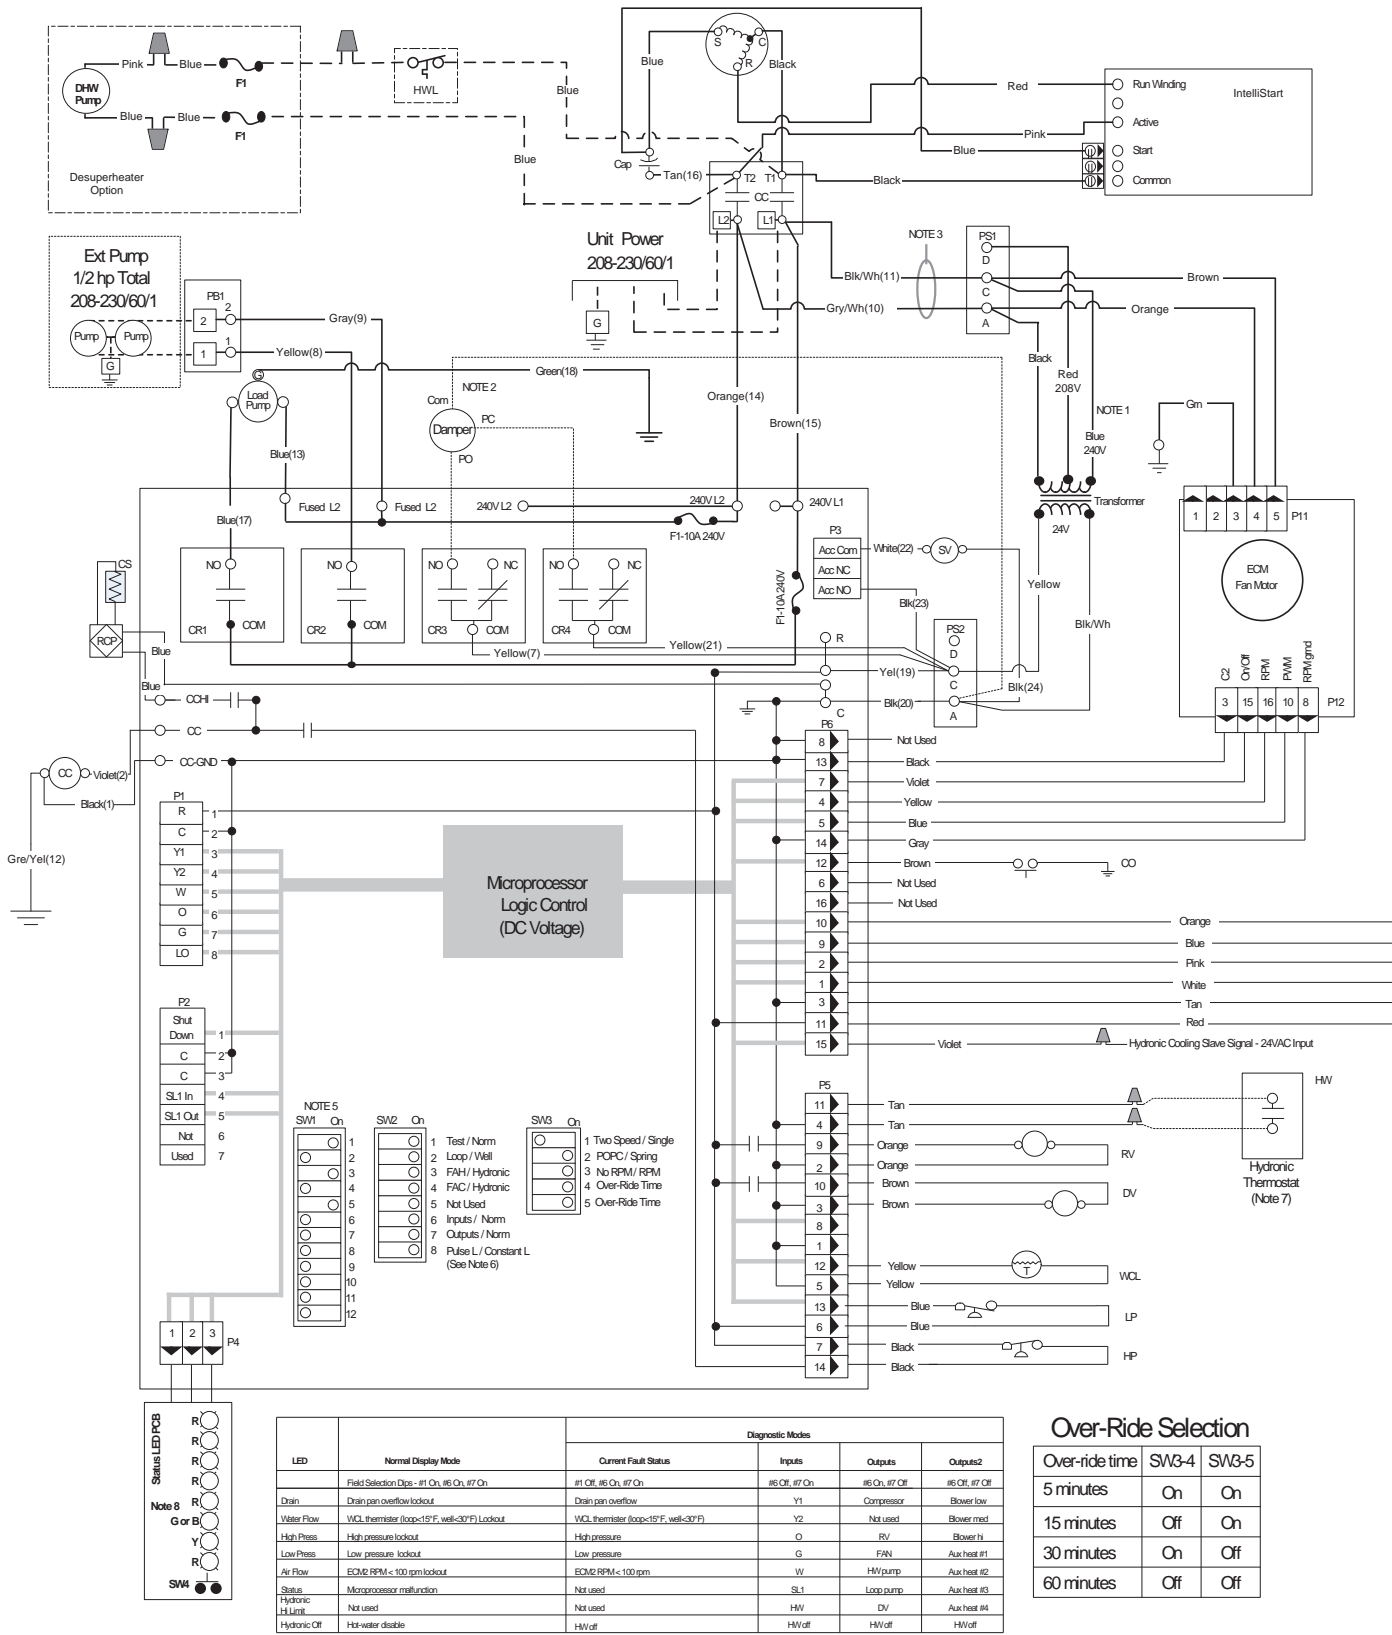 DHW
Pump
Pink
Blue
F1
Blue
Blue
F1
Desuperheater
Option
HWL
Blue
Blue
Blue
S
C
R
Black
Cap
Tan(16)
T2
T1
CC
L2
L1
Red
Pink
Blue
Black
Run Winding
IntelliStart
Active
Start
Common
Ext Pump
1/2 hp Total
208-230/60/1
Pump
Pump
G
PB1
2
2
1
1
Gray(9)
Yellow(8)
Unit Power
208-230/60/1
G
NOTE 3
Blk/Wh(11)
Gry/Wh(10)
PS1
D
C
A
Brown
Orange
Black
Red
208V
NOTE 1
Blue
240V
Grn
G
Load
Pump
Green(18)
NOTE 2
Com
Damper
PC
PO
Orange(14)
Brown(15)
Blue(13)
Blue(17)
Fused L2
Fused L2
240V L2
240V L2
240V L1
F1-10A 240V
F1-10A 240V
Transformer
24V
Yellow
Blk/Wh
P11
1 2 3 4 5
ECM
Fan Motor
C2
On/Off
RPM
PWM
RPM grnd
3 15 16 10 8
P12
CS
RCP
Blue
Blue
NO
CR1
COM
NO
CR2
COM
NO
NC
CR3
COM
NO
NC
CR4
COM
Yellow(7)
Yellow(21)
P3
Acc Com
Acc NC
Acc NO
White(22)
SV
Blk(23)
PS2
D
C
A
R
Yel(19)
Blk(20)
Blk(24)
C
CCHI
CC
CC-GND
CC
Violet(2)
Black(1)
Gre/Yel(12)
P1
R 1
C 2
Y1 3
Y2 4
W 5
O 6
G 7
LO 8
P2
Shut
Down 1
C 2
C 3
SL1 In 4
SL1 Out 5
Not 6
Used 7
Microprocessor
Logic Control
(DC Voltage)
P6
8 Not Used
13 Black
7 Violet
4 Yellow
5 Blue
14 Gray
12 Brown
CO
6 Not Used
16 Not Used
10 Orange
9 Blue
2 Pink
1 White
3 Tan
11 Red
15 Violet
Hydronic Cooling Slave Signal - 24VAC Input
P5
11 Tan
4 Tan
9 Orange
2 Orange
10 Brown
3 Brown
8
1
12 Yellow
5 Yellow
13 Blue
6 Blue
7 Black
14 Black
RV
DV
WCL
T
LP
HP
HW
Hydronic
Thermostat
(Note 7)
NOTE 5
SW1 On
1
2
3
4
5
6
7
8
9
10
11
12
SW2 On
1 Test / Norm
2 Loop / Well
3 FAH / Hydronic
4 FAC / Hydronic
5 Not Used
6 Inputs / Norm
7 Outputs / Norm
8 Pulse L / Constant L
(See Note 6)
SW3 On
1 Two Speed / Single
2 POPC / Spring
3 No RPM / RPM
4 Over-Ride Time
5 Over-Ride Time
1 2 3
P4
Status LED PCB
R
R
R
R
Note 8 R
G or B
Y
R
SW4
Diagnostic Modes
LED Normal Display Mode Current Fault Status Inputs Outputs Outputs2
Field Selection Dips - #1 On, #6 On, #7 On #1 Off, #6 On, #7 On #6 Off, #7 On #6 On, #7 Off #6 Off, #7 Off
Drain Drain pan overflow lockout Drain pan overflow Y1 Compressor Blower low
Water Flow WCL thermister (loop<15°F, well<30°F) Lockout WCL thermister (loop<15°F, well<30°F) Y2 Not used Blower med
High Press High pressure lockout High pressure O RV Blower hi
Low Press Low pressure lockout Low pressure G FAN Aux heat #1
Air Flow ECM2 RPM < 100 rpm lockout ECM2 RPM < 100 rpm W HW pump Aux heat #2
Status Microprocessor malfunction Not used SL1 Loop pump Aux heat #3
Hydronic
Hi Limit Not used Not used HW DV Aux heat #4
Hydronic Off Hot-water disable HW off HW off HW off HW off
Over-Ride Selection
Over-ride time SW3-4 SW3-5
5 minutes On On
15 minutes Off On
30 minutes On Off
60 minutes Off Off